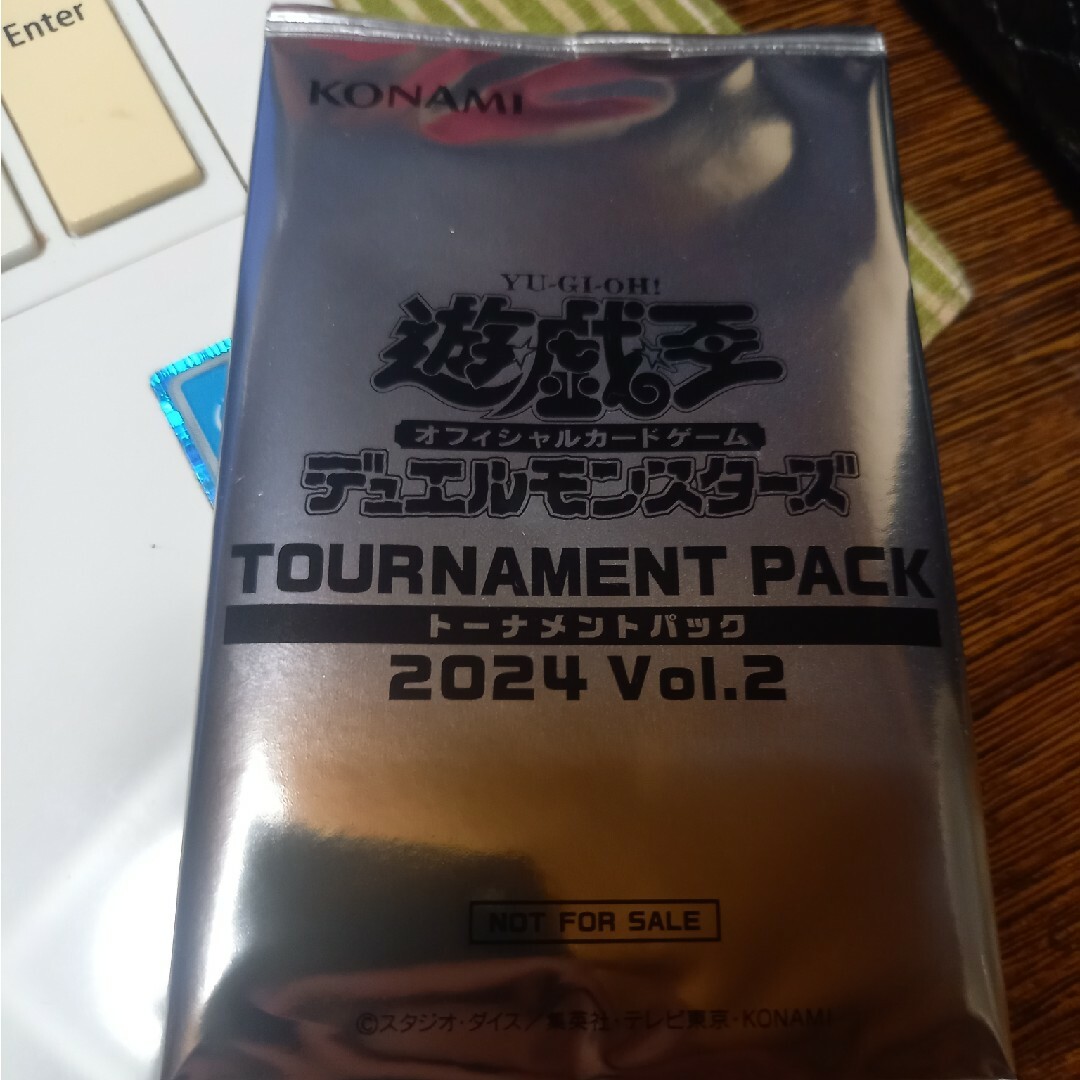 Enter
KONAMI
YU-GI-OH!
遊☆戯☆王
オフィシャルカードゲーム
デュエルモンスターズ
TOURNAMENT PACK
トーナメントパック
2024 Vol.2
NOT FOR SALE
©スタジオ・ダイス/集英社・テレビ東京・KONAMI